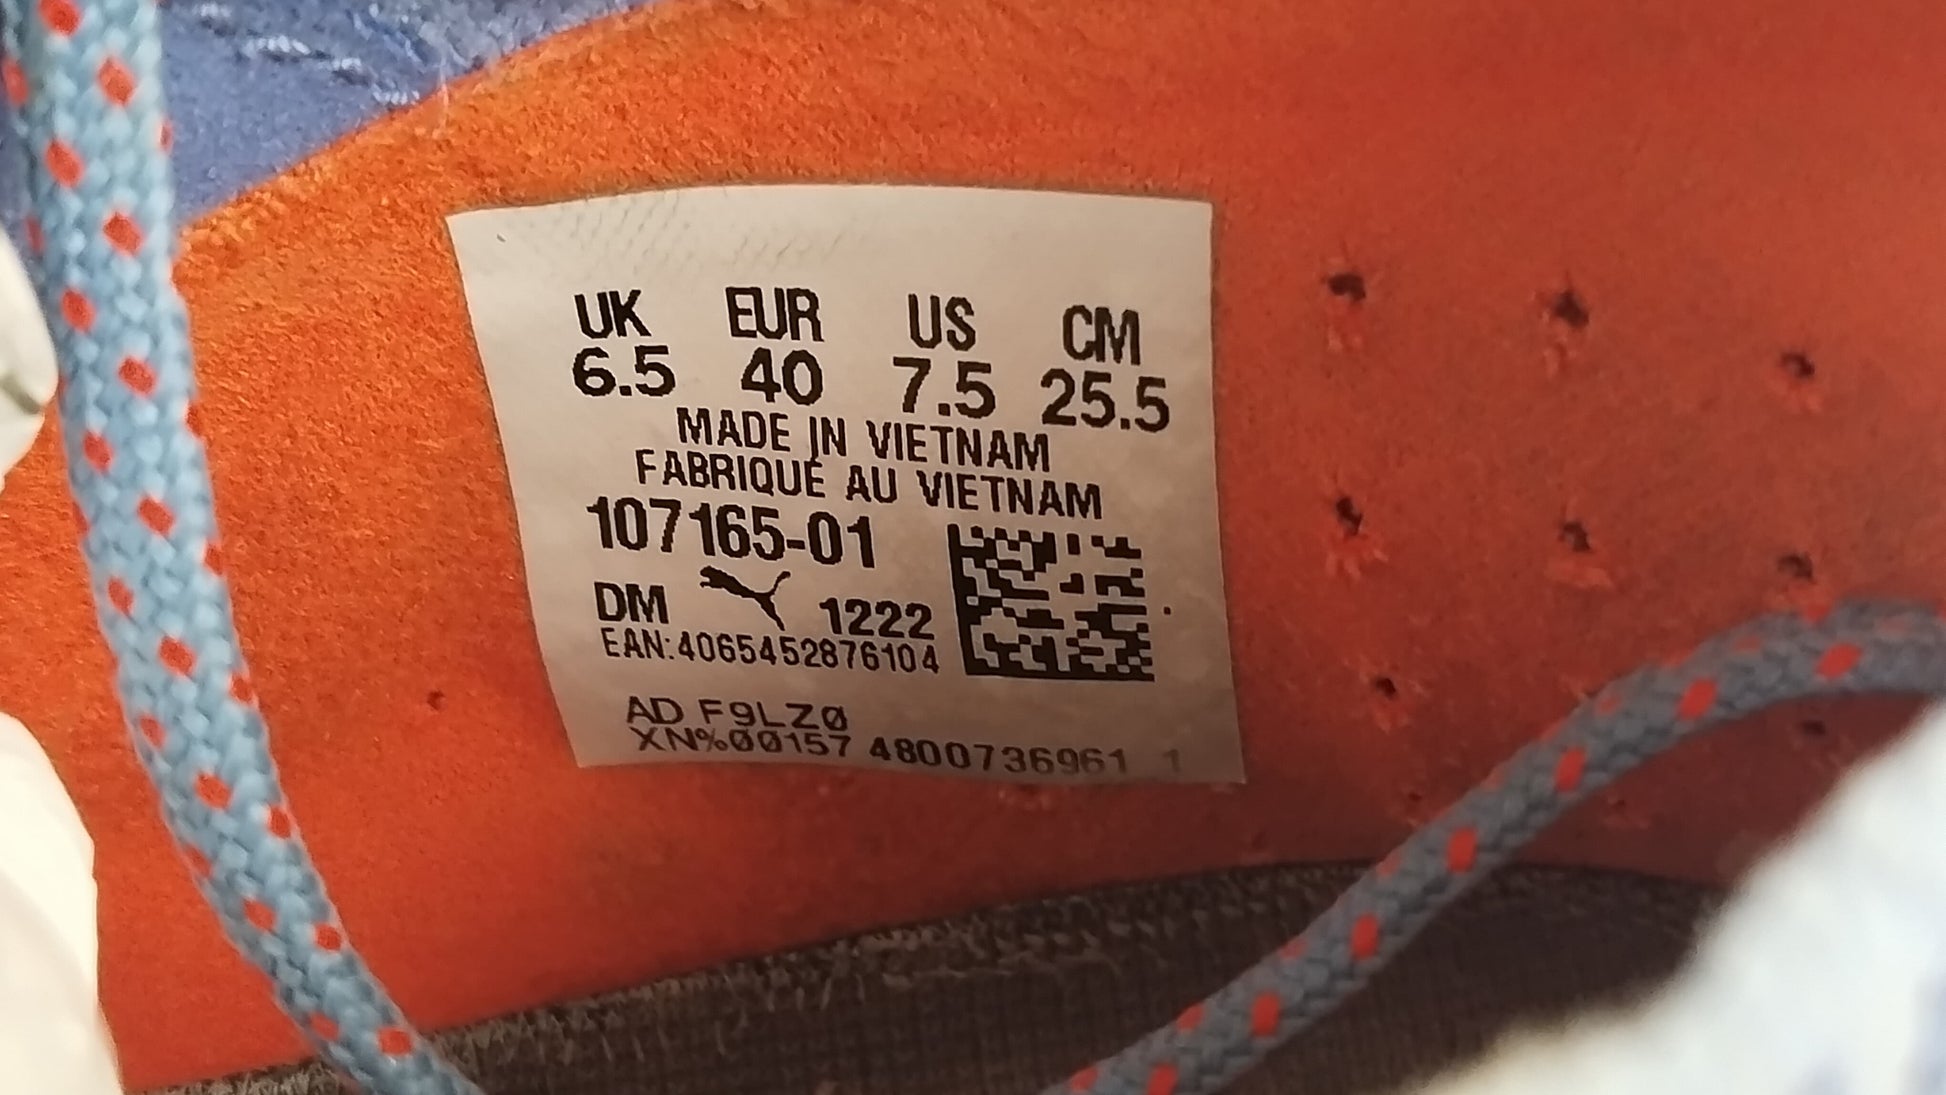 UK EUR US CM
6.5 40 7.5 25.5
MADE IN VIETNAM
FABRIQUÉ AU VIETNAM
107165-01
DM 1222
EAN:4065452876104
AD F9LZ0
XN%00157 4800736961 1